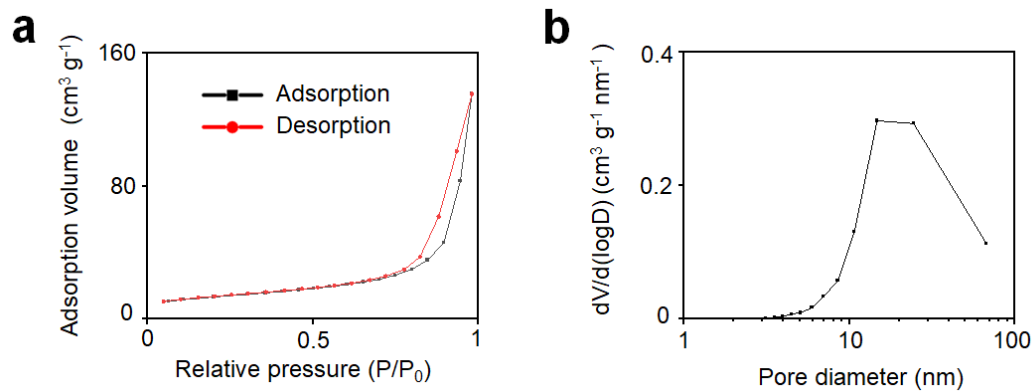 a
160
80
0
Adsorption volume (cm³ g⁻¹)
Adsorption
Desorption
0
0.5
1
Relative pressure (P/P₀)
b
0.4
0.2
0
dV/d(logD) (cm³ g⁻¹ nm⁻¹)
1
10
100
Pore diameter (nm)